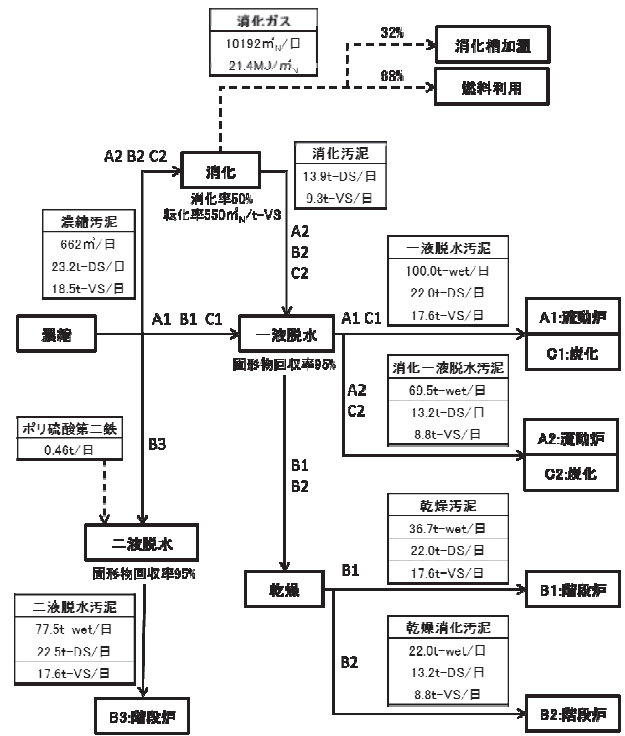 消化ガス
10192㎥N/日
21.4MJ/㎥N
32%
消化槽加温
68%
燃料利用
A2 B2 C2
消化
消化率50%
転化率550㎥N/t-VS
消化汚泥
13.9t-DS/日
9.3t-VS/日
濃縮汚泥
662㎥/日
23.2t-DS/日
18.5t-VS/日
A2
B2
C2
一液脱水汚泥
100.0t-wet/日
22.0t-DS/日
17.6t-VS/日
濃縮
A1 B1 C1
一液脱水
固形物回収率95%
A1 C1
A1:流動炉
C1:炭化
消化一液脱水汚泥
69.5t-wet/日
13.2t-DS/日
8.8t-VS/日
A2
C2
A2:流動炉
C2:炭化
ポリ硫酸第二鉄
0.46t/日
B3
B1
B2
二液脱水
固形物回収率95%
乾燥汚泥
36.7t-wet/日
22.0t-DS/日
17.6t-VS/日
乾燥
B1
B1:階段炉
二液脱水汚泥
77.5t-wet/日
22.5t-DS/日
17.6t-VS/日
B2
乾燥消化汚泥
22.0t-wet/日
13.2t-DS/日
8.8t-VS/日
B3:階段炉
B2:階段炉